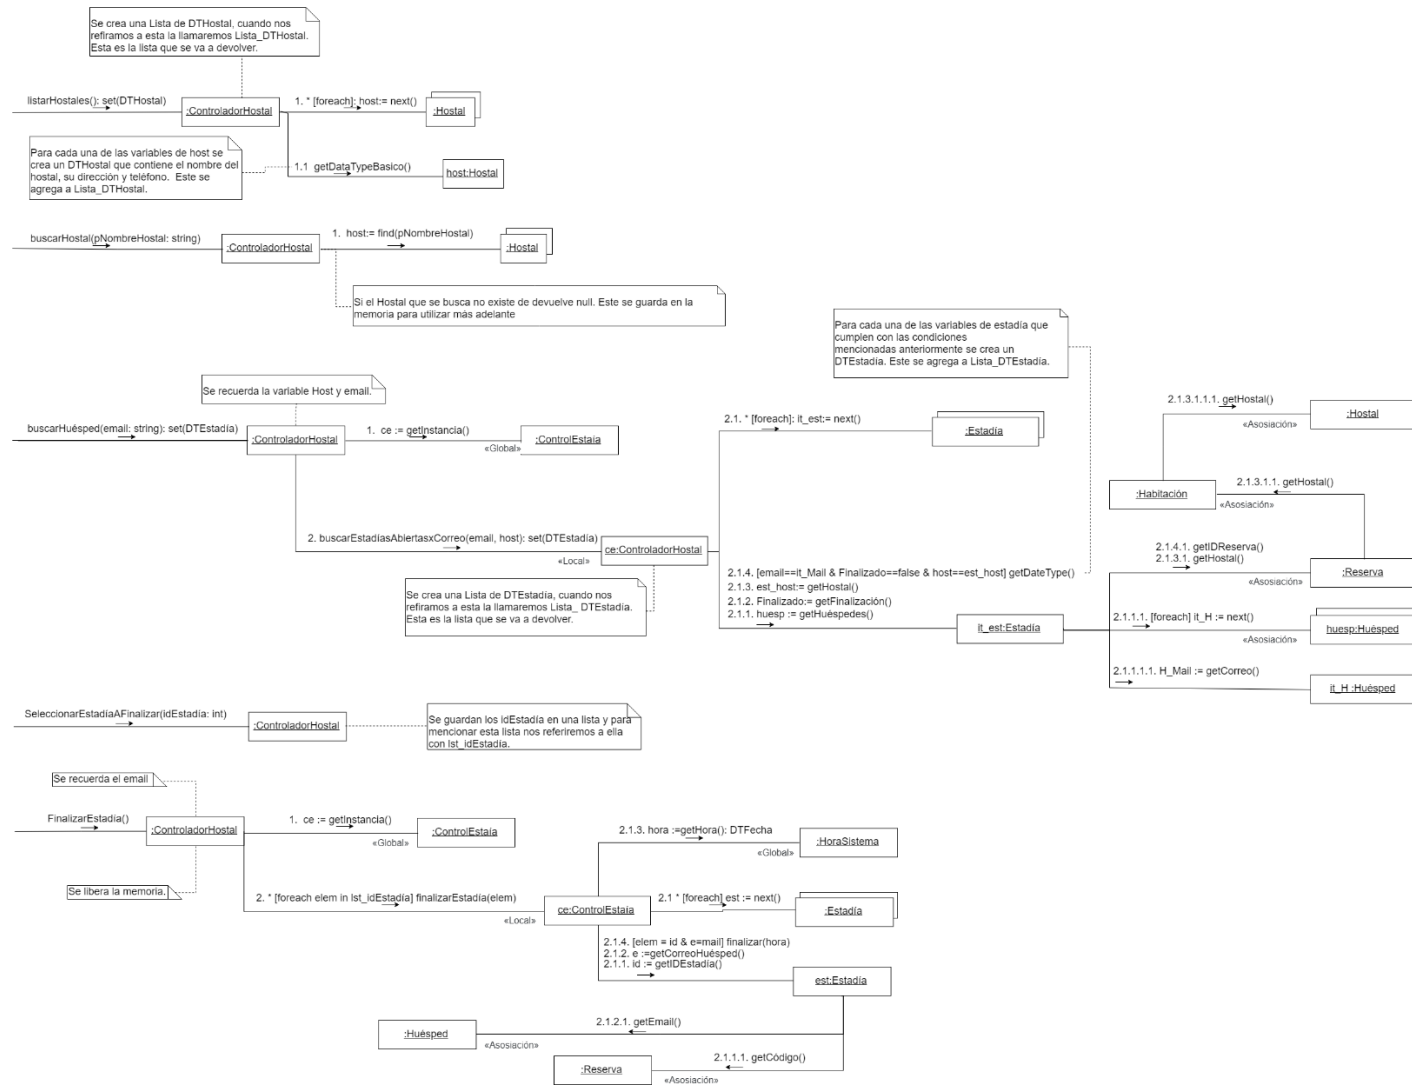 Se crea una Lista de DTHostal, cuando nos
refiramos a esta la llamaremos Lista_DTHostal.
Esta es la lista que se va a devolver.
listarHostales(): set(DTHostal)
:ControladorHostal
1. * [foreach]: host:= next()
:Hostal
Para cada una de las variables de host se
crea un DTHostal que contiene el nombre del
hostal, su dirección y teléfono. Este se
agrega a Lista_DTHostal.
1.1 getDataTypeBasico()
host:Hostal
buscarHostal(pNombreHostal: string)
:ControladorHostal
1. host:= find(pNombreHostal)
:Hostal
Si el Hostal que se busca no existe de devuelve null. Este se guarda en la
memoria para utilizar más adelante
Para cada una de las variables de estadía que
cumplen con las condiciones
mencionadas anteriormente se crea un
DTEstadía. Este se agrega a Lista_DTEstadía.
Se recuerda la variable Host y email.
buscarHuésped(email: string): set(DTEstadía)
:ControladorHostal
1. ce := getInstancia()
«Global»
:ControlEstaía
2.1. * [foreach]: it_est:= next()
:Estadía
2.1.3.1.1.1. getHostal()
«Asosiación»
:Hostal
:Habitación
2.1.3.1.1. getHostal()
«Asosiación»
2. buscarEstadíasAbiertasxCorreo(email, host): set(DTEstadía)
«Local»
ce:ControladorHostal
Se crea una Lista de DTEstadía, cuando nos
refiramos a esta la llamaremos Lista_ DTEstadía.
Esta es la lista que se va a devolver.
2.1.4. [email==it_Mail & Finalizado==false & host==est_host] getDateType()
2.1.3. est_host:= getHostal()
2.1.2. Finalizado:= getFinalización()
2.1.1. huesp := getHuéspedes()
it_est:Estadía
2.1.4.1. getIDReserva()
2.1.3.1. getHostal()
«Asosiación»
:Reserva
2.1.1.1. [foreach] it_H := next()
«Asosiación»
huesp:Huésped
2.1.1.1.1. H_Mail := getCorreo()
it_H :Huésped
SeleccionarEstadíaAFinalizar(idEstadía: int)
:ControladorHostal
Se guardan los idEstadía en una lista y para
mencionar esta lista nos referiremos a ella
con lst_idEstadía.
Se recuerda el email
FinalizarEstadía()
:ControladorHostal
Se libera la memoria.
1. ce := getInstancia()
«Global»
:ControlEstaía
2. * [foreach elem in lst_idEstadía] finalizarEstadía(elem)
«Local»
ce:ControlEstaía
2.1.3. hora :=getHora(): DTFecha
«Global»
:HoraSistema
2.1 * [foreach] est := next()
:Estadía
2.1.4. [elem = id & e=mail] finalizar(hora)
2.1.2. e :=getCorreoHuésped()
2.1.1. id := getIDEstadía()
est:Estadía
:Huésped
2.1.2.1. getEmail()
«Asosiación»
:Reserva
2.1.1.1. getCódigo()
«Asosiación»